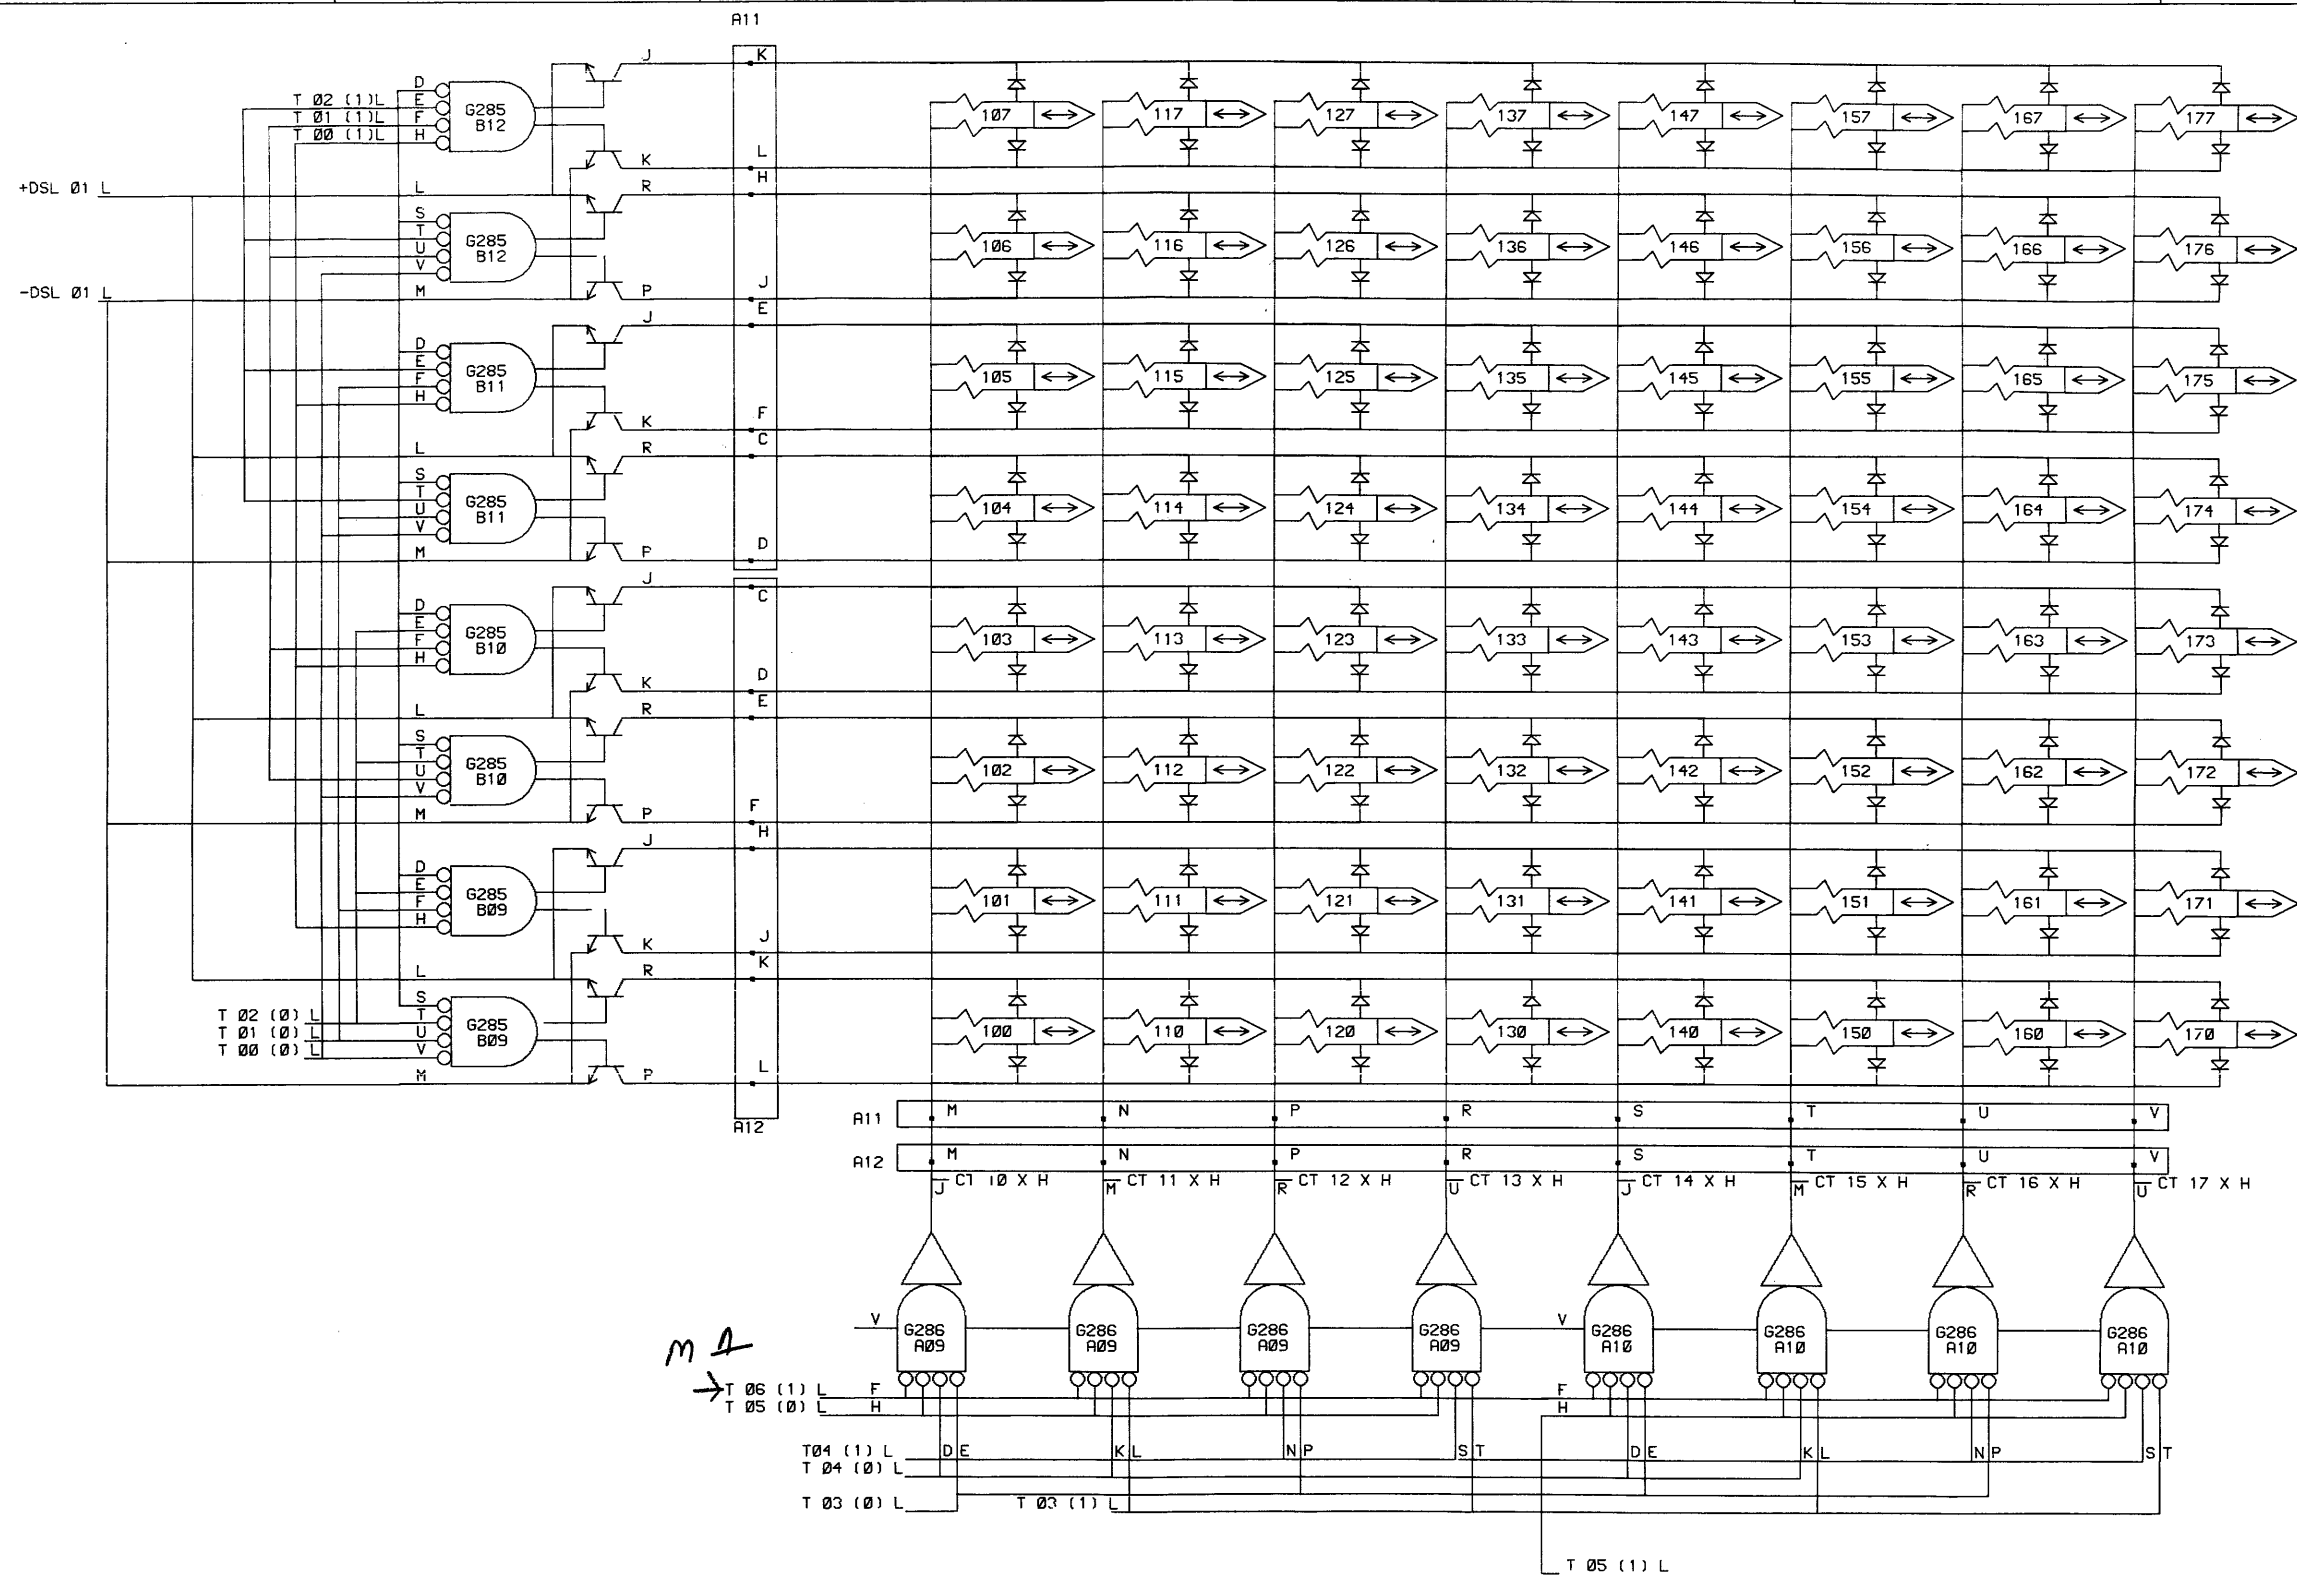 A11
J K
D
T 02 (1)L E
T 01 (1)L F
T 00 (1)L H
G285
B12
107 117 127 137 147 157 167 177
K L
+DSL 01 L L R H
S
T
U
V
G285
B12
106 116 126 136 146 156 166 176
-DSL 01 L M P J
J E
D
E
F
H
G285
B11
105 115 125 135 145 155 165 175
K F
L R C
S
T
U
V
G285
B11
104 114 124 134 144 154 164 174
M P D
J C
D
E
F
H
G285
B10
103 113 123 133 143 153 163 173
K D
L R E
S
T
U
V
G285
B10
102 112 122 132 142 152 162 172
M P F
J H
D
E
F
H
G285
B09
101 111 121 131 141 151 161 171
K J
L R K
S
T 02 (0) L T
T 01 (0) L U
T 00 (0) L V
G285
B09
100 110 120 130 140 150 160 170
M P L
A12
A11 M N P R S T U V
A12 M N P R S T U V
J CT 10 X H M CT 11 X H R CT 12 X H U CT 13 X H J CT 14 X H M CT 15 X H R CT 16 X H U CT 17 X H
V V
G286 G286 G286 G286 G286 G286 G286 G286
A09 A09 A09 A09 A10 A10 A10 A10
M 1
T 06 (1) L F F
T 05 (0) L H H
T04 (1) L D E K L N P S T D E K L N P S T
T 04 (0) L
T 03 (0) L T 03 (1) L
T 05 (1) L